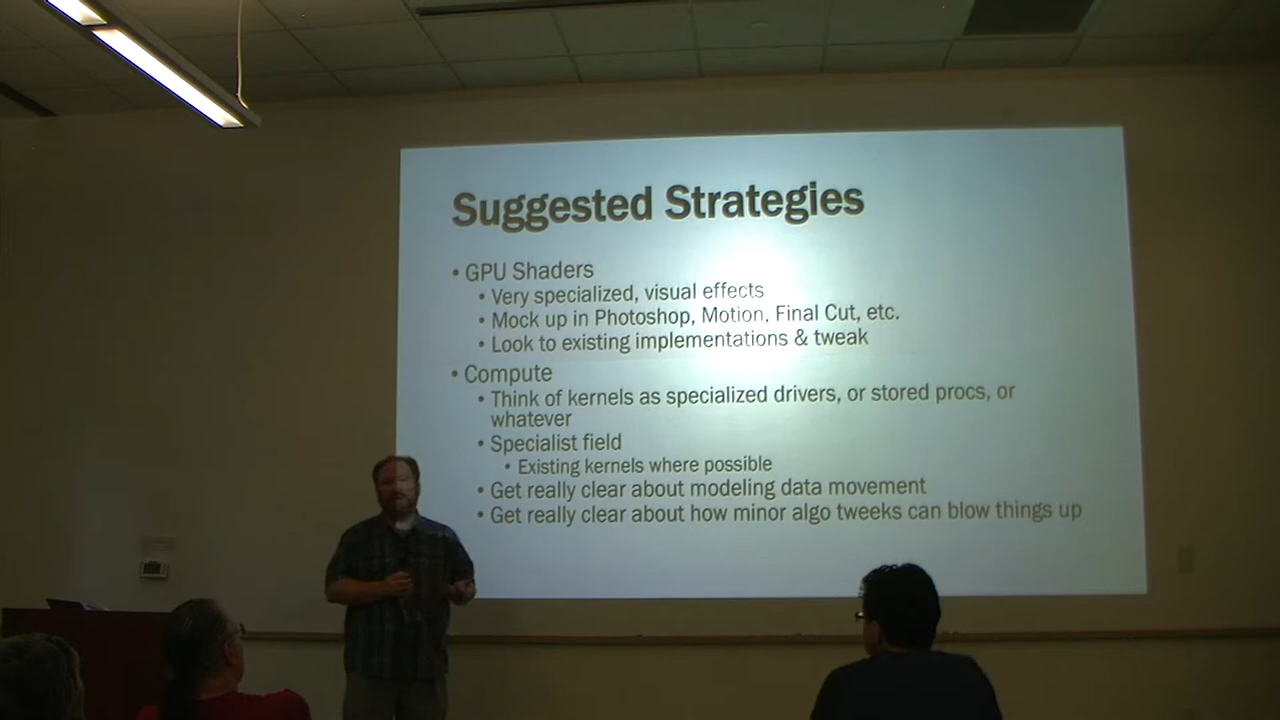 Suggested Strategies
• GPU Shaders
• Very specialized, visual effects
• Mock up in Photoshop, Motion, Final Cut, etc.
• Look to existing implementations & tweak
• Compute
• Think of kernels as specialized drivers, or stored procs, or
whatever
• Specialist field
• Existing kernels where possible
• Get really clear about modeling data movement
• Get really clear about how minor algo tweeks can blow things up